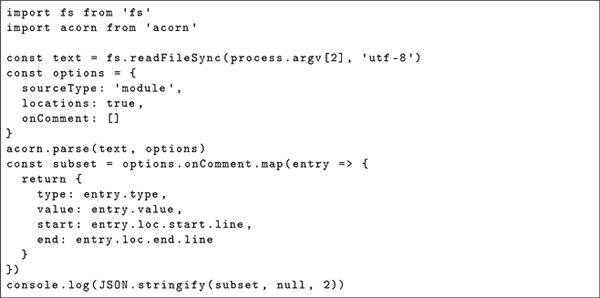 import fs from 'fs'
import acorn from 'acorn'

const text = fs.readFileSync(process.argv[2], 'utf-8')
const options = {
  sourceType: 'module',
  locations: true,
  onComment: []
}
acorn.parse(text, options)
const subset = options.onComment.map(entry => {
  return {
    type: entry.type,
    value: entry.value,
    start: entry.loc.start.line,
    end: entry.loc.end.line
  }
})
console.log(JSON.stringify(subset, null, 2))